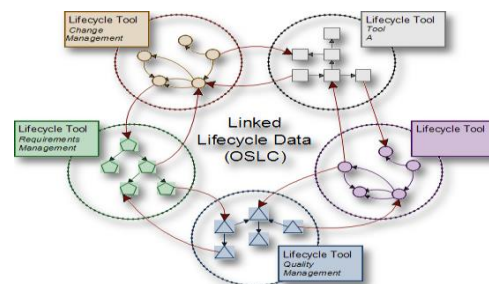 Lifecycle Tool
Change
Management
Lifecycle Tool
Tool
A
Linked
Lifecycle Data
(OSLC)
Lifecycle Tool
Requirements
Management
Lifecycle Tool
Lifecycle Tool
Quality
Management